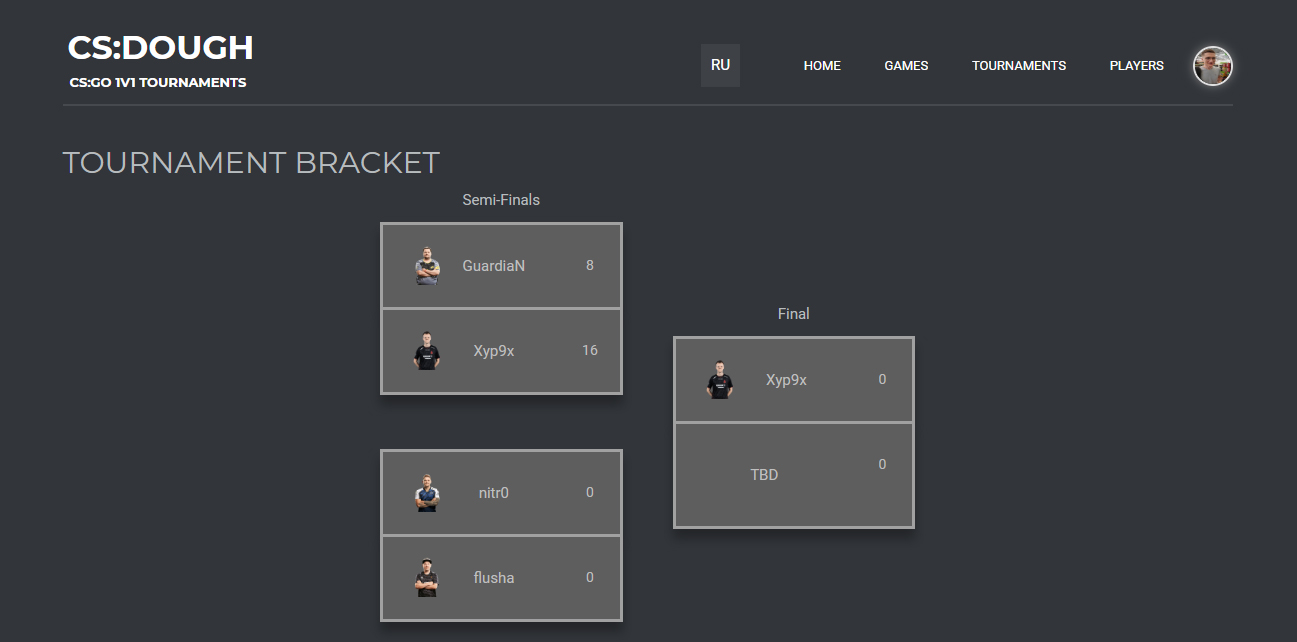 CS:DOUGH
CS:GO 1V1 TOURNAMENTS
RU
HOME
GAMES
TOURNAMENTS
PLAYERS
TOURNAMENT BRACKET
Semi-Finals
GuardiaN 8
Xyp9x 16
nitr0 0
flusha 0
Final
Xyp9x 0
TBD 0